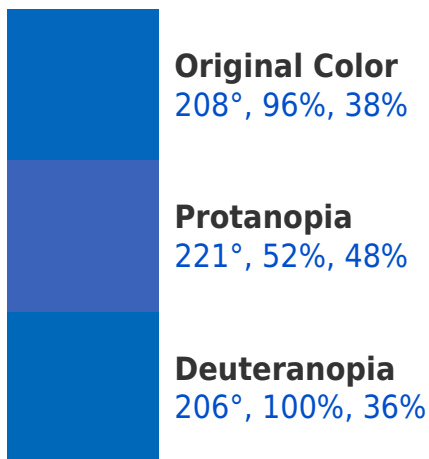 Original Color
208°, 96%, 38%
Protanopia
221°, 52%, 48%
Deuteranopia
206°, 100%, 36%